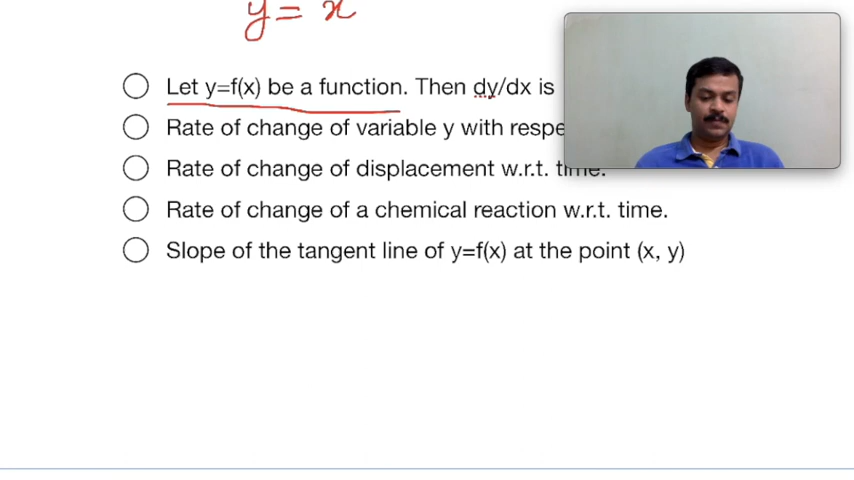 y = x
Let y=f(x) be a function. Then dy/dx is
Rate of change of variable y with
Rate of change of displacement w.r.t. time.
Rate of change of a chemical reaction w.r.t. time.
Slope of the tangent line of y=f(x) at the point (x, y)